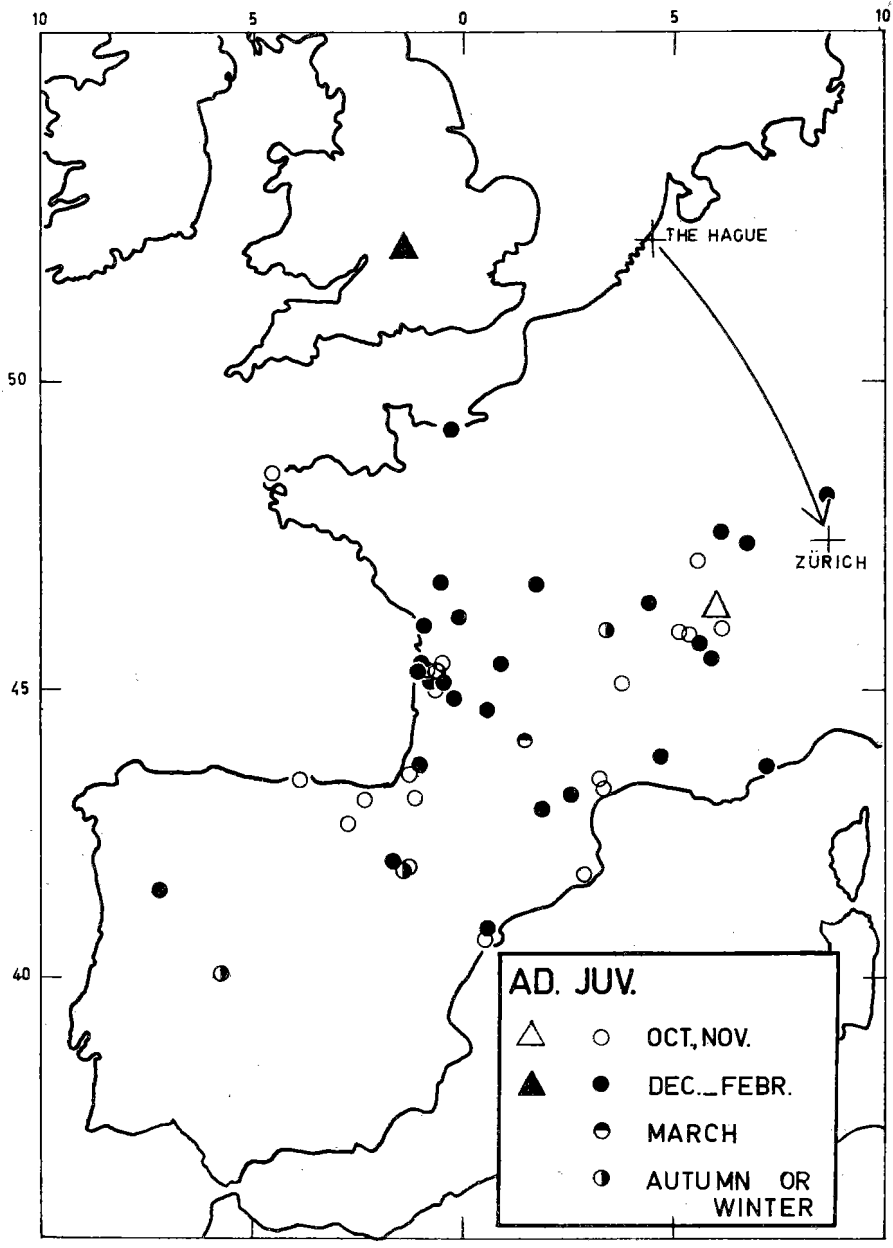 10 5 0 5 10
THE HAGUE
50
ZÜRICH
45
40
AD. JUV.
OCT., NOV.
DEC._FEBR.
MARCH
AUTUMN OR
WINTER